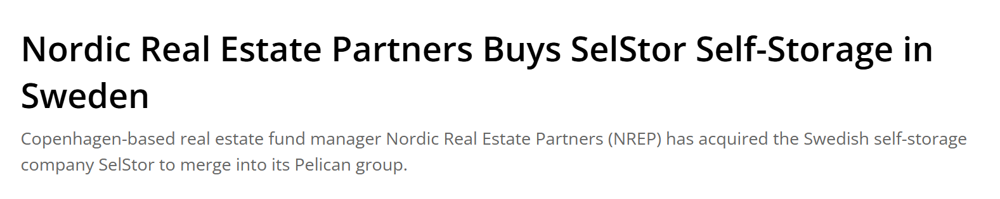 Nordic Real Estate Partners Buys SelStor Self-Storage in
Sweden
Copenhagen-based real estate fund manager Nordic Real Estate Partners (NREP) has acquired the Swedish self-storage
company SelStor to merge into its Pelican group.